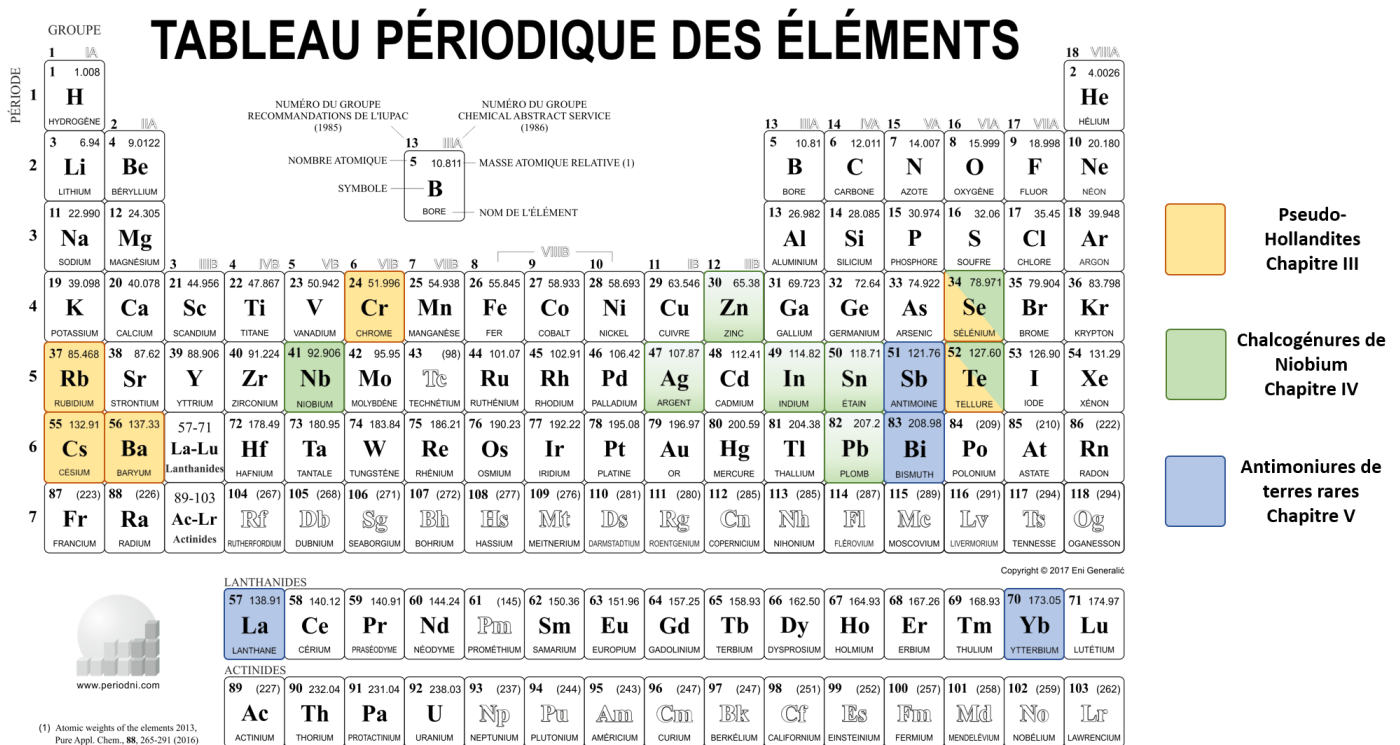 TABLEAU PÉRIODIQUE DES ÉLÉMENTS
GROUPE
PÉRIODE
1 IA
18 VIIIA
1
1 1.008
H
HYDROGÈNE
2 4.0026
He
HÉLIUM
NUMÉRO DU GROUPE
RECOMMANDATIONS DE L'IUPAC
(1985)
NUMÉRO DU GROUPE
CHEMICAL ABSTRACT SERVICE
(1986)
13 IIIA
NOMBRE ATOMIQUE
5 10.811
MASSE ATOMIQUE RELATIVE (1)
SYMBOLE
B
BORE
NOM DE L'ÉLÉMENT
2 IIA
13 IIIA 14 IVA 15 VA 16 VIA 17 VIIA
2
3 6.94 4 9.0122 5 10.81 6 12.011 7 14.007 8 15.999 9 18.998 10 20.180
Li Be B C N O F Ne
LITHIUM BÉRYLLIUM BORE CARBONE AZOTE OXYGÈNE FLUOR NÉON
3
11 22.990 12 24.305 13 26.982 14 28.085 15 30.974 16 32.06 17 35.45 18 39.948
Na Mg Al Si P S Cl Ar
SODIUM MAGNÉSIUM ALUMINIUM SILICIUM PHOSPHORE SOUFRE CHLORE ARGON
VIIIB
3 IIIB 4 IVB 5 VB 6 VIB 7 VIIB 8 9 10 11 IB 12 IIB
4
19 39.098 20 40.078 21 44.956 22 47.867 23 50.942 24 51.996 25 54.938 26 55.845 27 58.933 28 58.693 29 63.546 30 65.38 31 69.723 32 72.64 33 74.922 34 78.971 35 79.904 36 83.798
K Ca Sc Ti V Cr Mn Fe Co Ni Cu Zn Ga Ge As Se Br Kr
POTASSIUM CALCIUM SCANDIUM TITANE VANADIUM CHROME MANGANÈSE FER COBALT NICKEL CUIVRE ZINC GALLIUM GERMANIUM ARSENIC SÉLÉNIUM BROME KRYPTON
5
37 85.468 38 87.62 39 88.906 40 91.224 41 92.906 42 95.95 43 (98) 44 101.07 45 102.91 46 106.42 47 107.87 48 112.41 49 114.82 50 118.71 51 121.76 52 127.60 53 126.90 54 131.29
Rb Sr Y Zr Nb Mo Tc Ru Rh Pd Ag Cd In Sn Sb Te I Xe
RUBIDIUM STRONTIUM YTTRIUM ZIRCONIUM NIOBIUM MOLYBDÈNE TECHNÉTIUM RUTHÉNIUM RHODIUM PALLADIUM ARGENT CADMIUM INDIUM ÉTAIN ANTIMOINE TELLURE IODE XÉNON
6
55 132.91 56 137.33 57-71 72 178.49 73 180.95 74 183.84 75 186.21 76 190.23 77 192.22 78 195.08 79 196.97 80 200.59 81 204.38 82 207.2 83 208.98 84 (209) 85 (210) 86 (222)
Cs Ba La-Lu Hf Ta W Re Os Ir Pt Au Hg Tl Pb Bi Po At Rn
CÉSIUM BARYUM Lanthanides HAFNIUM TANTALE TUNGSTÈNE RHÉNIUM OSMIUM IRIDIUM PLATINE OR MERCURE THALLIUM PLOMB BISMUTH POLONIUM ASTATE RADON
7
87 (223) 88 (226) 89-103 104 (267) 105 (268) 106 (271) 107 (272) 108 (277) 109 (276) 110 (281) 111 (280) 112 (285) 113 (285) 114 (287) 115 (289) 116 (291) 117 (294) 118 (294)
Fr Ra Ac-Lr Rf Db Sg Bh Hs Mt Ds Rg Cn Nh Fl Mc Lv Ts Og
FRANCIUM RADIUM Actinides RUTHERFORDIUM DUBNIUM SEABORGIUM BOHRIUM HASSIUM MEITNERIUM DARMSTADTIUM ROENTGENIUM COPERNICIUM NIHONIUM FLÉROVIUM MOSCOVIUM LIVERMORIUM TENNESSE OGANESSON
Copyright © 2017 Eni Generalić
LANTHANIDES
57 138.91 58 140.12 59 140.91 60 144.24 61 (145) 62 150.36 63 151.96 64 157.25 65 158.93 66 162.50 67 164.93 68 167.26 69 168.93 70 173.05 71 174.97
La Ce Pr Nd Pm Sm Eu Gd Tb Dy Ho Er Tm Yb Lu
LANTHANE CÉRIUM PRASÉODYME NÉODYME PROMÉTHIUM SAMARIUM EUROPIUM GADOLINIUM TERBIUM DYSPROSIUM HOLMIUM ERBIUM THULIUM YTTERBIUM LUTÉTIUM
ACTINIDES
89 (227) 90 232.04 91 231.04 92 238.03 93 (237) 94 (244) 95 (243) 96 (247) 97 (247) 98 (251) 99 (252) 100 (257) 101 (258) 102 (259) 103 (262)
Ac Th Pa U Np Pu Am Cm Bk Cf Es Fm Md No Lr
ACTINIUM THORIUM PROTACTINIUM URANIUM NEPTUNIUM PLUTONIUM AMÉRICIUM CURIUM BERKÉLIUM CALIFORNIUM EINSTEINIUM FERMIUM MENDELÉVIUM NOBÉLIUM LAWRENCIUM
www.periodni.com
(1) Atomic weights of the elements 2013,
Pure Appl. Chem., 88, 265-291 (2016)
Pseudo-
Hollandites
Chapitre III
Chalcogénures de
Niobium
Chapitre IV
Antimoniures de
terres rares
Chapitre V